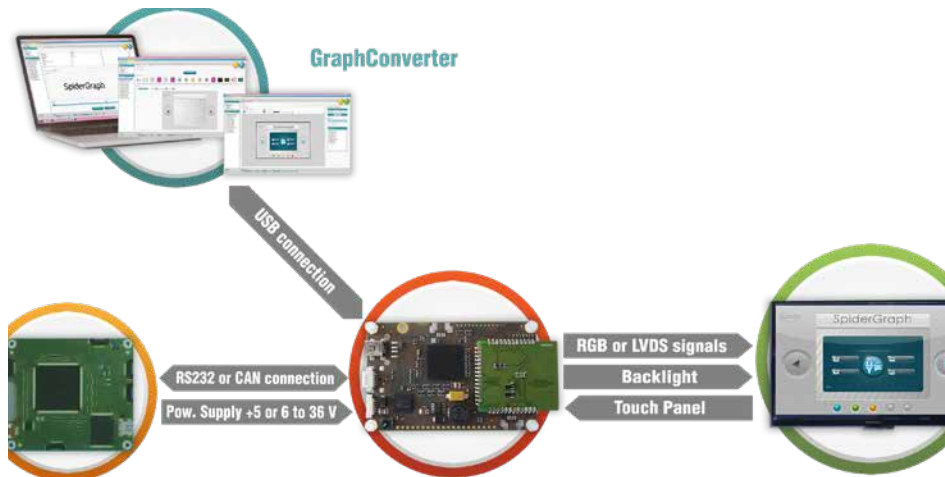 GraphConverter
SpiderGraph
USB connection
RS232 or CAN connection
Pow. Supply +5 or 6 to 36 V
RGB or LVDS signals
Backlight
Touch Panel
SpiderGraph
SpiderGraph